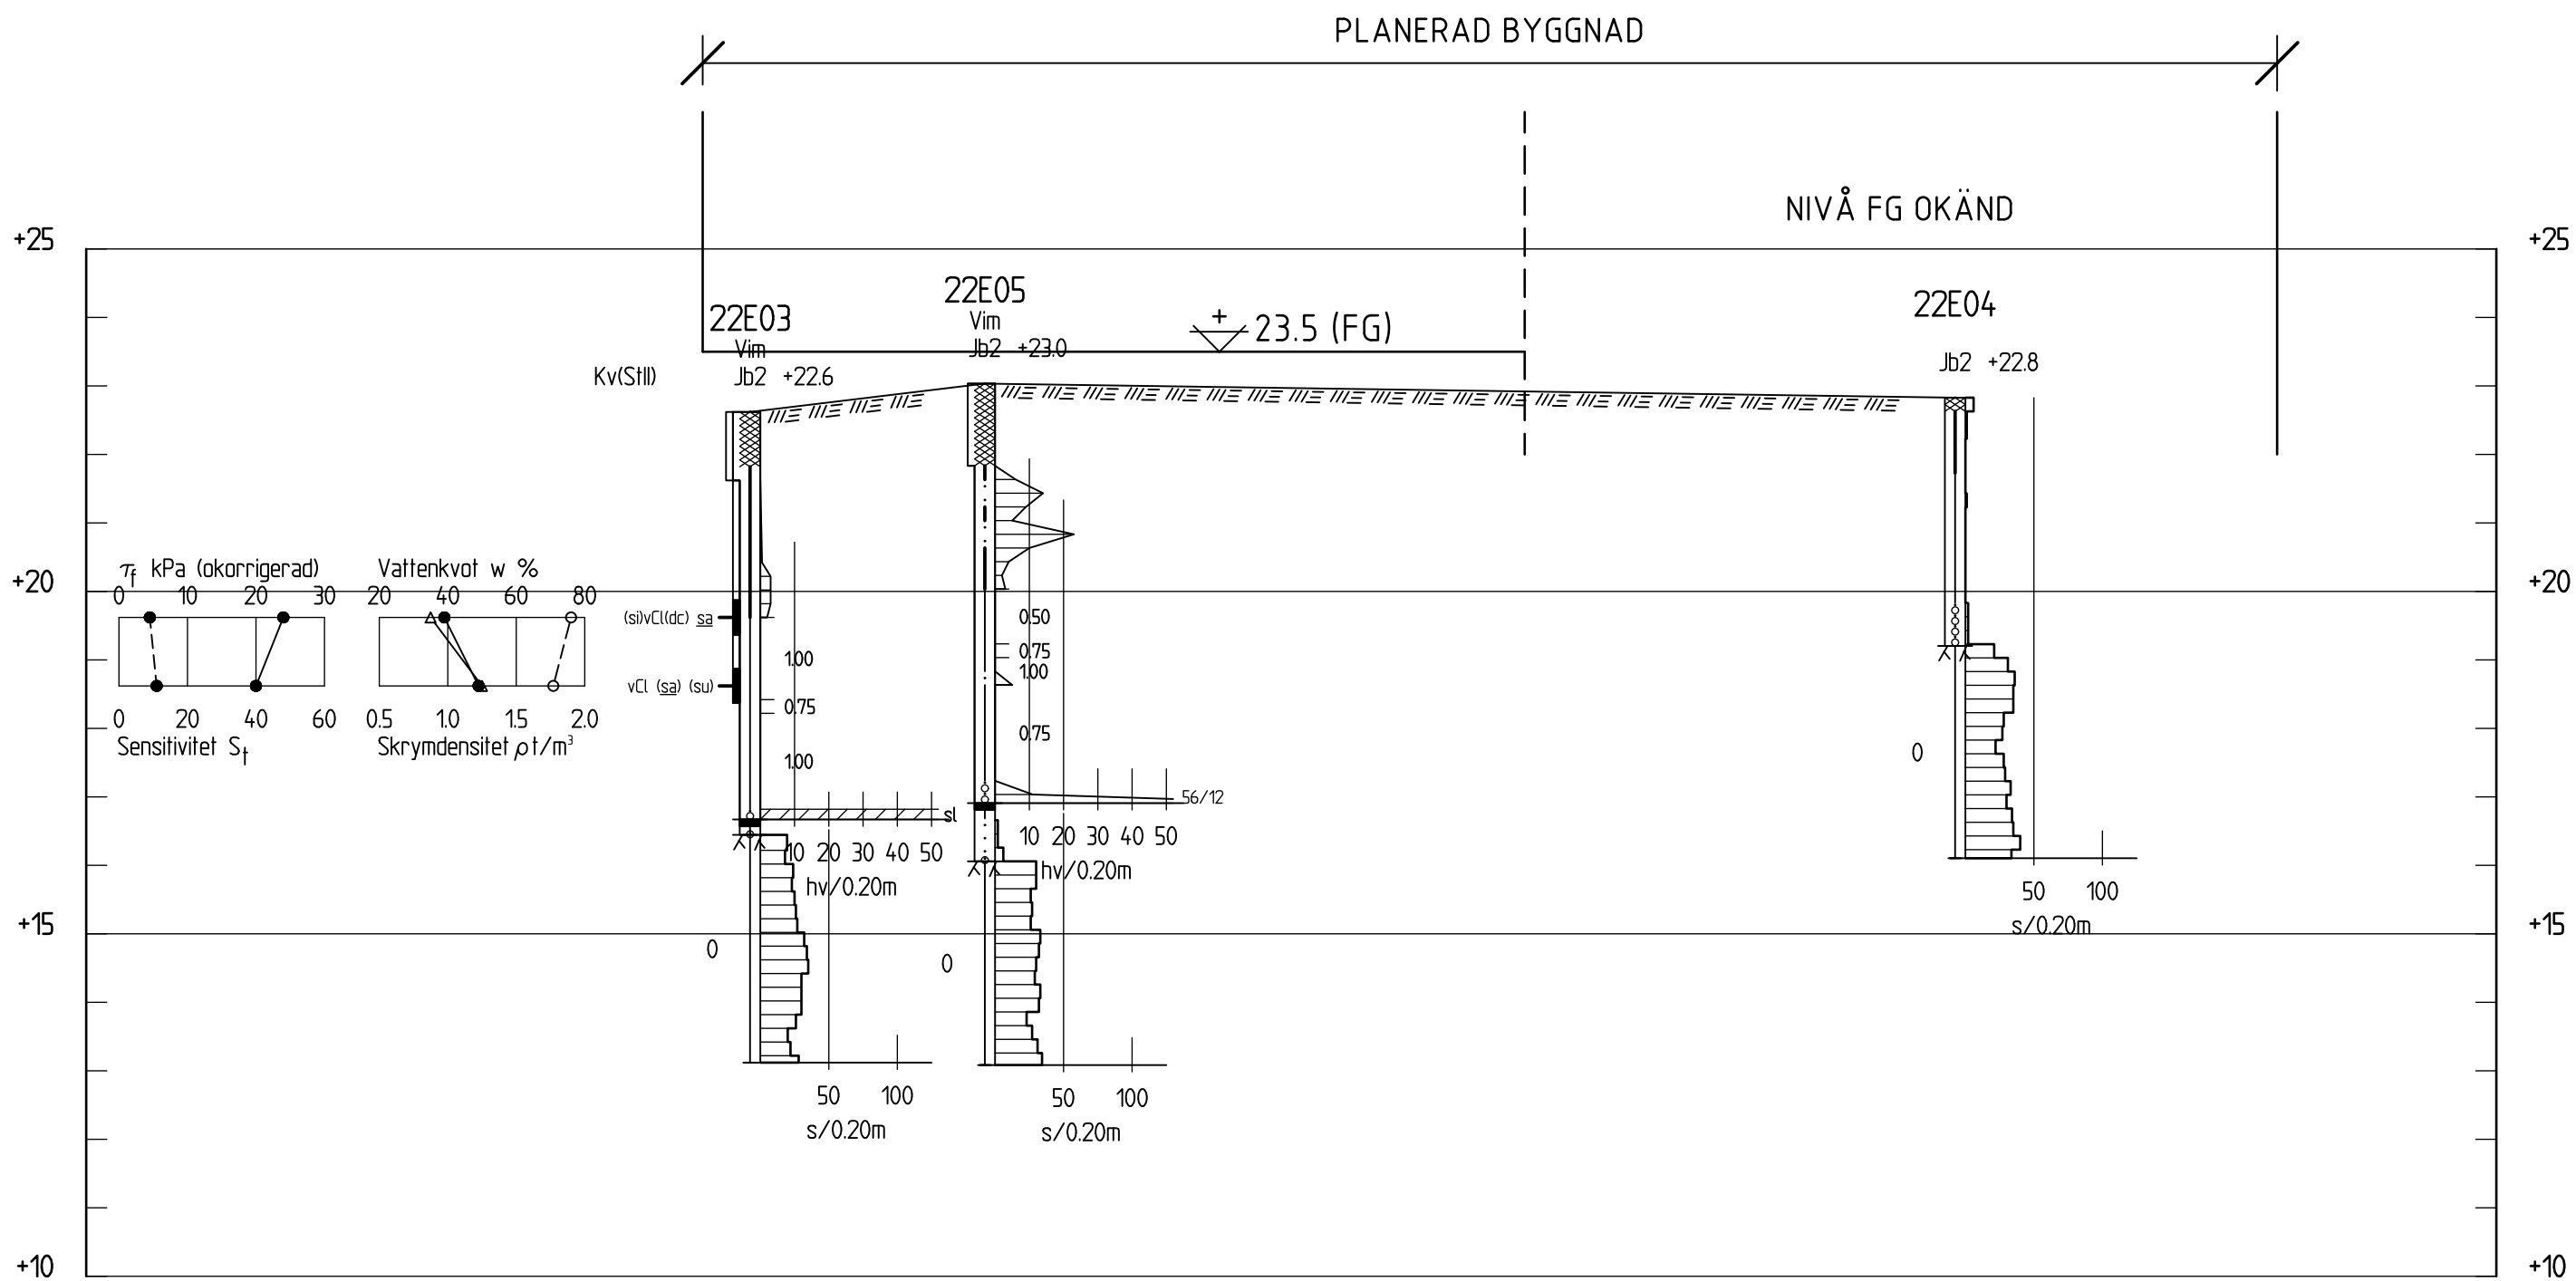 PLANERAD BYGGNAD
NIVÅ FG OKÄND
+25
+25
22E03
Vim
Jb2 +22.6
Kv(StII)
22E05
Vim
Jb2 +23.0
+
23.5 (FG)
22E04
Jb2 +22.8
+20
+20
τf kPa (okorrigerad)
0 10 20 30
0 20 40 60
Sensitivitet St
Vattenkvot w %
20 40 60 80
0.5 1.0 1.5 2.0
Skrymdensitet ρ t/m³
(si)vCl(dc) sa
vCl (sa) (su)
1.00
0.75
1.00
sl
10 20 30 40 50
hv/0.20m
0
50 100
s/0.20m
0.50
0.75
1.00
0.75
56/12
10 20 30 40 50
hv/0.20m
0
50 100
s/0.20m
0
50 100
s/0.20m
+15
+15
+10
+10